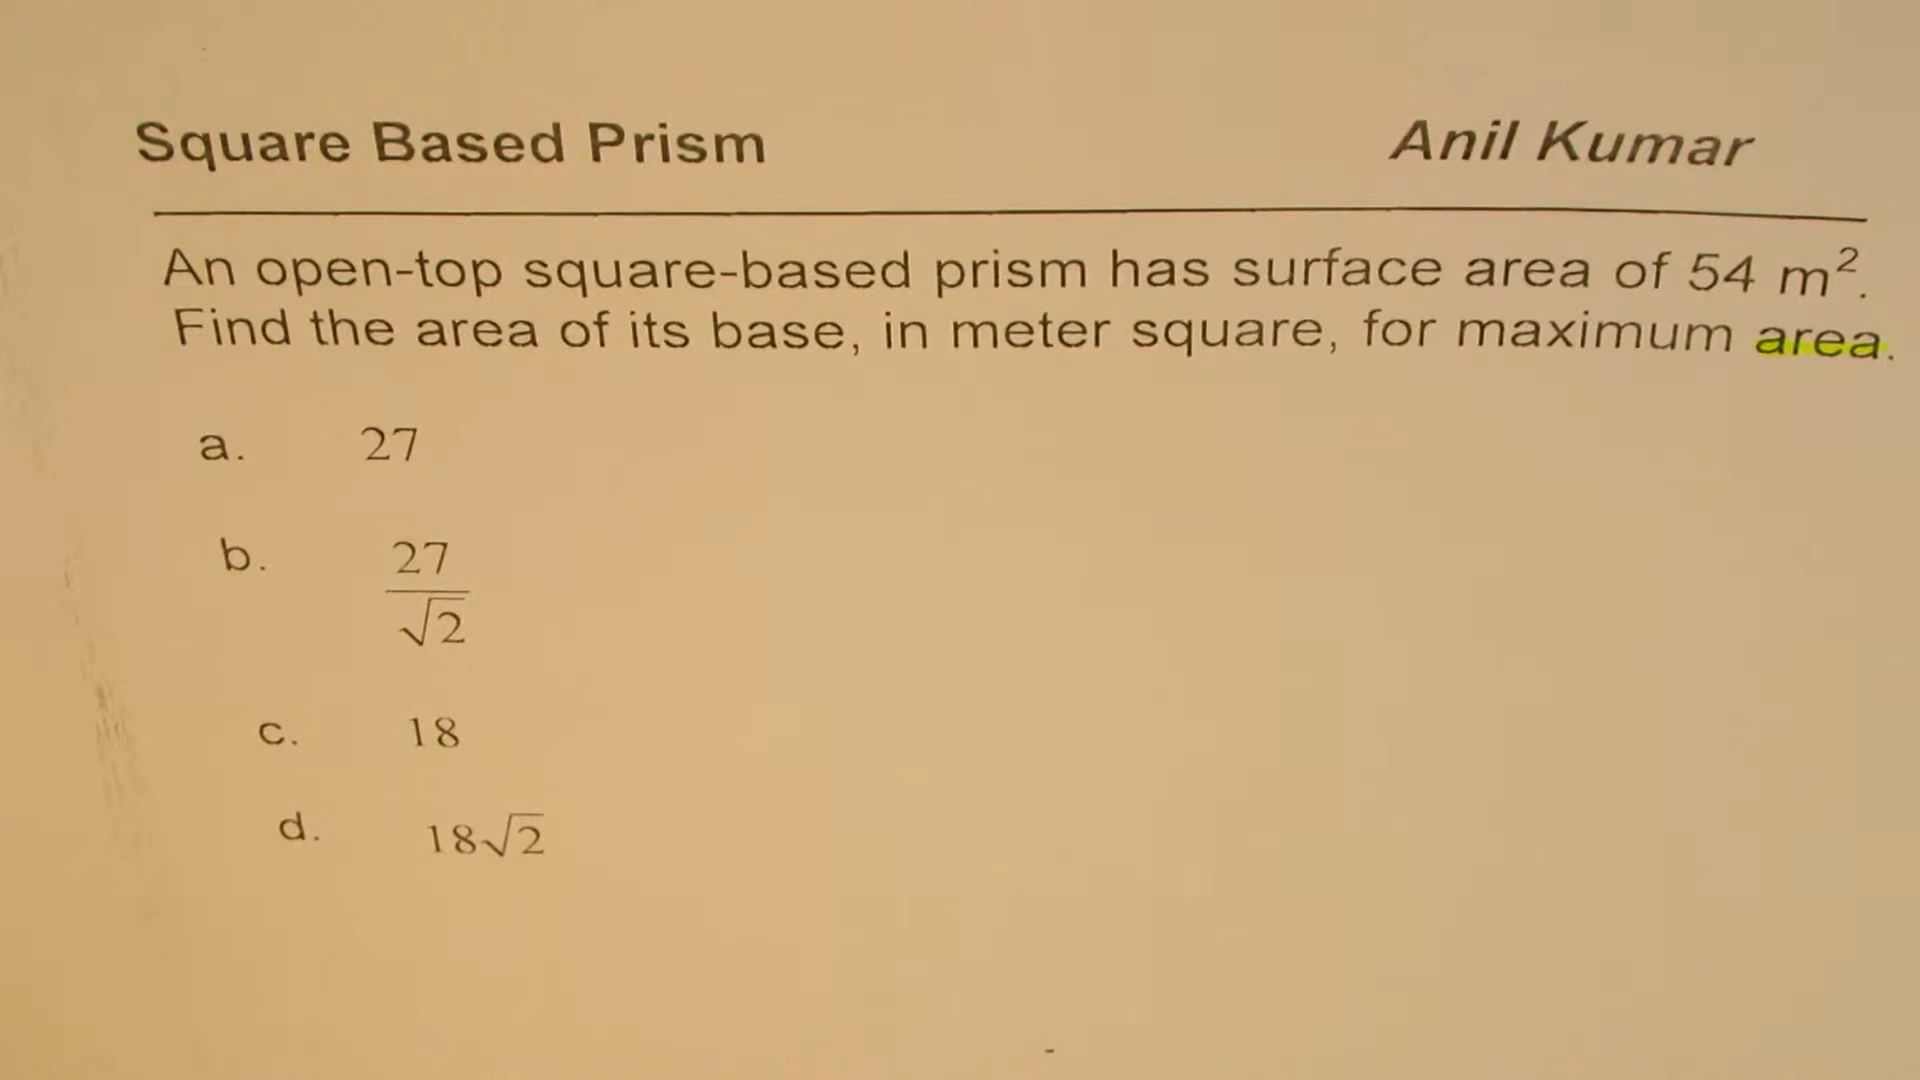 Square Based Prism
Anil Kumar
An open-top square-based prism has surface area of 54 m².
Find the area of its base, in meter square, for maximum area.
a. 27
b. 27/√2
c. 18
d. 18√2